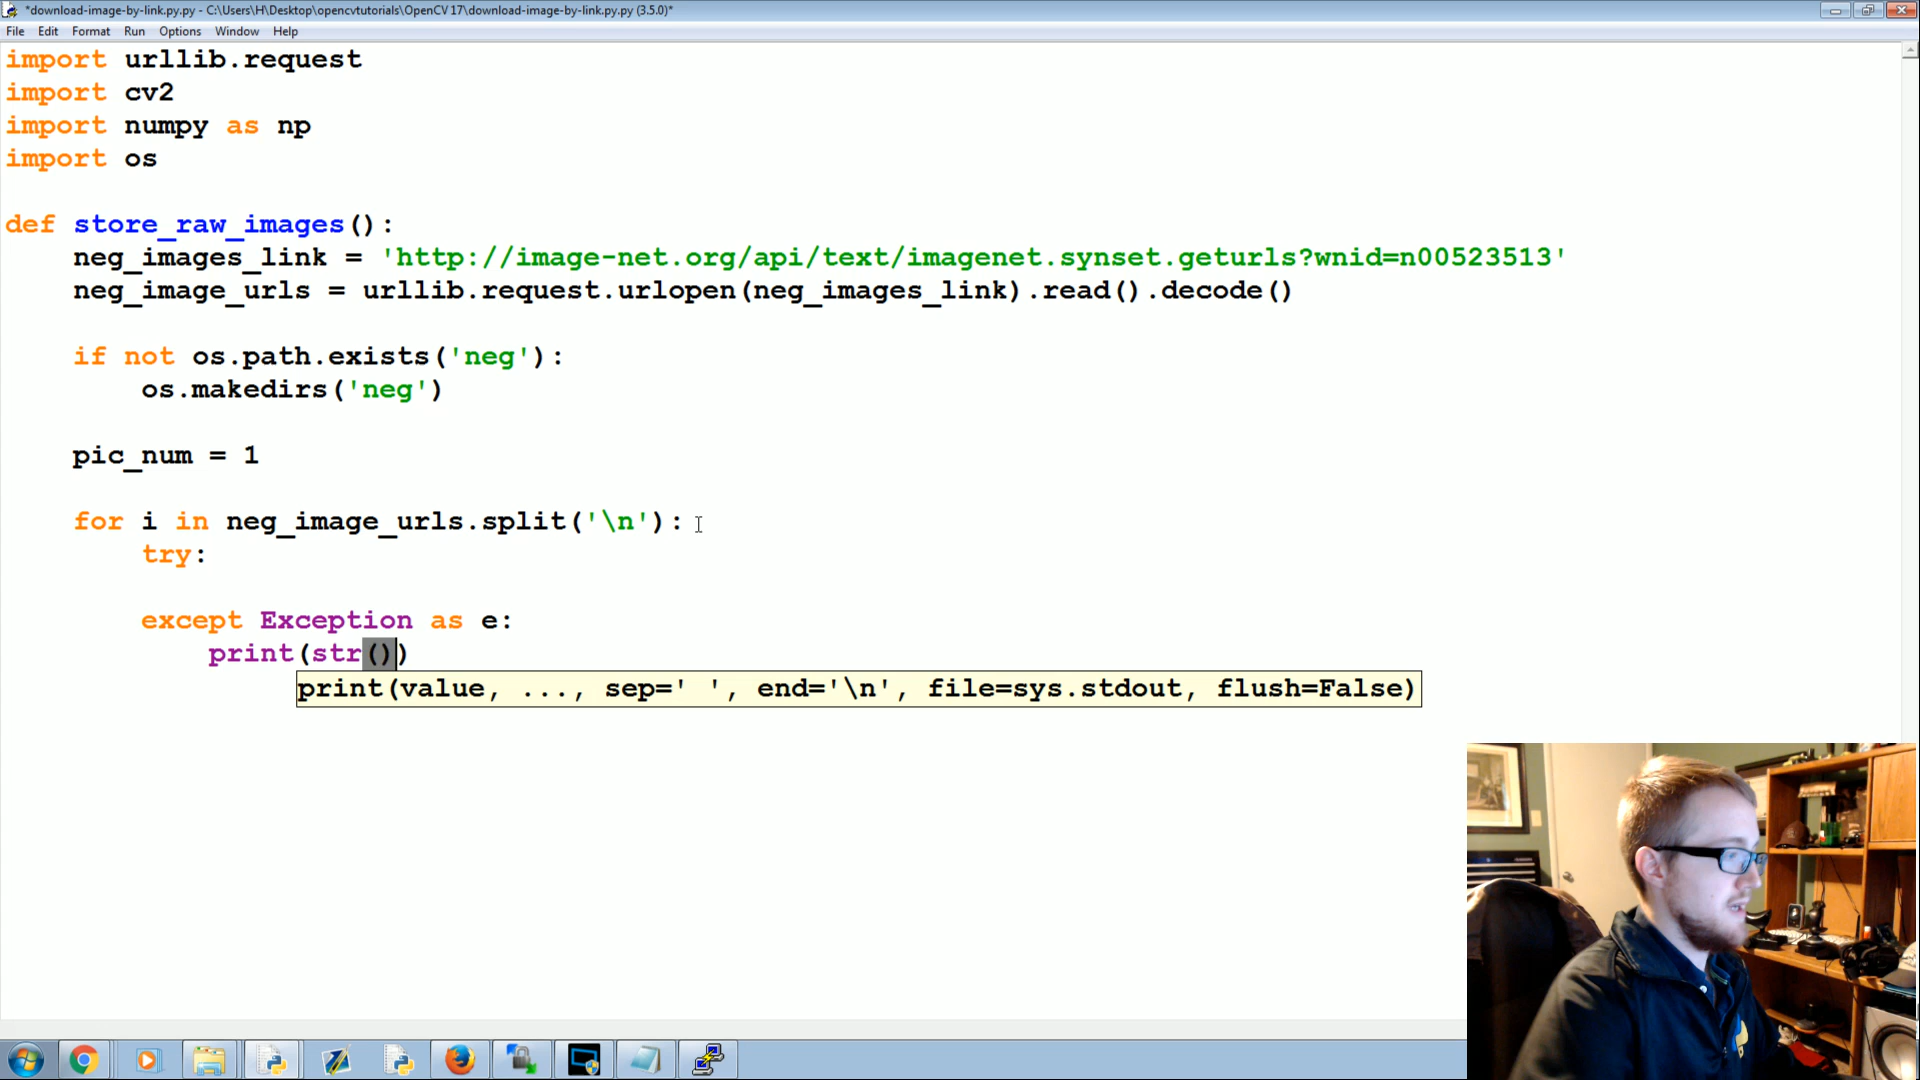 *download-image-by-link.py.py - C:\Users\H\Desktop\opencvtutorials\OpenCV 17\download-image-by-link.py.py (3.5.0)*
File Edit Format Run Options Window Help
import urllib.request
import cv2
import numpy as np
import os
def store_raw_images():
neg_images_link = 'http://image-net.org/api/text/imagenet.synset.geturls?wnid=n00523513'
neg_image_urls = urllib.request.urlopen(neg_images_link).read().decode()
if not os.path.exists('neg'):
os.makedirs('neg')
pic_num = 1
for i in neg_image_urls.split('\n'):
try:
except Exception as e:
print(str())
print(value, ..., sep=' ', end='\n', file=sys.stdout, flush=False)